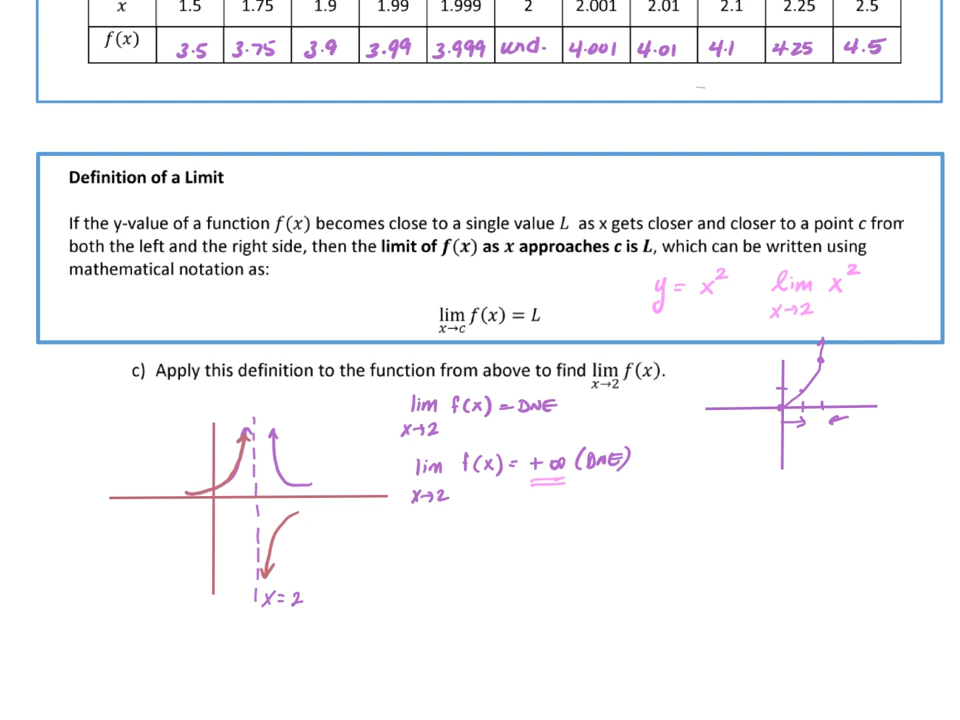 x 1.5 1.75 1.9 1.99 1.999 2 2.001 2.01 2.1 2.25 2.5
f(x) 3.5 3.75 3.9 3.99 3.999 und. 4.001 4.01 4.1 4.25 4.5
Definition of a Limit
If the y-value of a function f(x) becomes close to a single value L as x gets closer and closer to a point c from
both the left and the right side, then the limit of f(x) as x approaches c is L, which can be written using
mathematical notation as:
y = x² lim x²
x→2
lim f(x) = L
x→c
c) Apply this definition to the function from above to find lim f(x).
x→2
lim f(x) = DNE
x→2
lim f(x) = +∞ (DNE)
x→2
x = 2